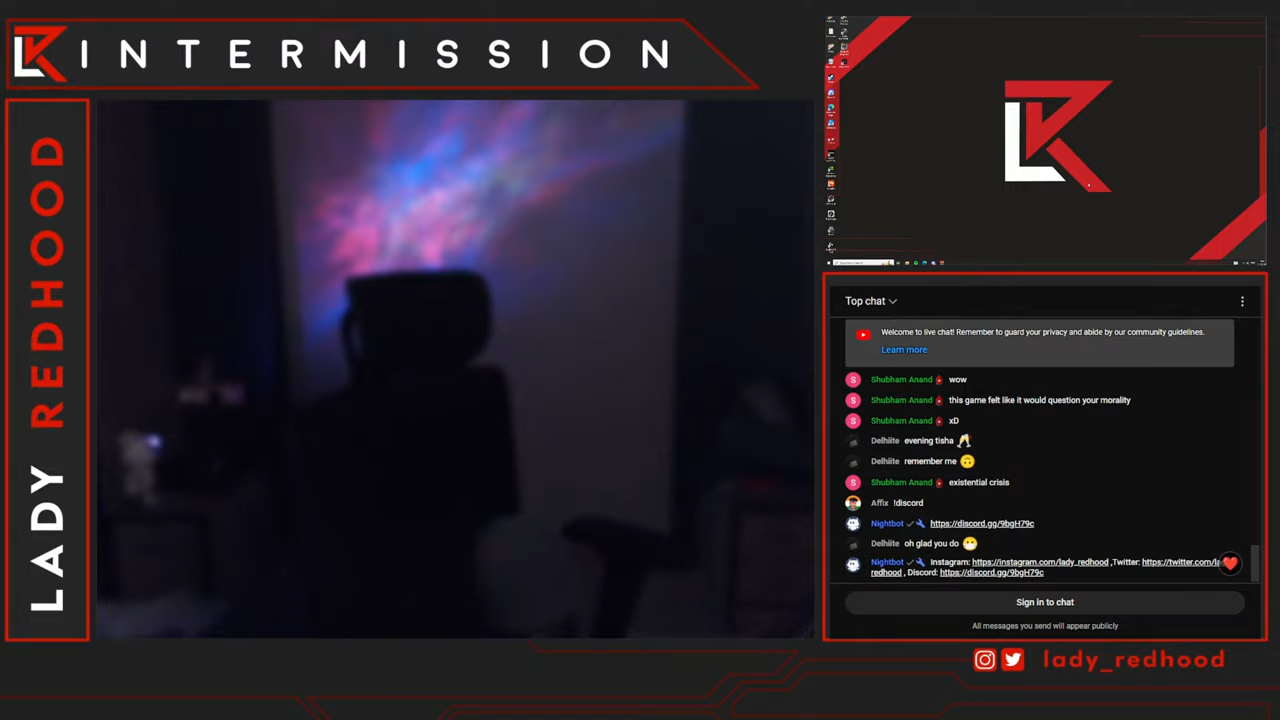 INTERMISSION
LADY REDHOOD
Top chat
Welcome to live chat! Remember to guard your privacy and abide by our community guidelines.
Learn more
Shubham Anand wow
Shubham Anand this game felt like it would question your morality
Shubham Anand xD
Delhiite evening tisha 🥂
Delhiite remember me 🙃
Shubham Anand existential crisis
Affix !discord
Nightbot https://discord.gg/9bgH79c
Delhiite oh glad you do 😷
Nightbot Instagram: https://instagram.com/lady_redhood ,Twitter: https://twitter.com/la
redhood , Discord: https://discord.gg/9bgH79c
Sign in to chat
All messages you send will appear publicly
lady_redhood